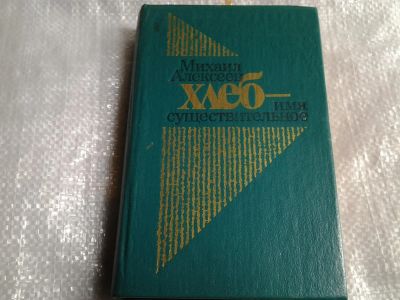 Михаил
Алексеев
хлеб—
имя
существительное